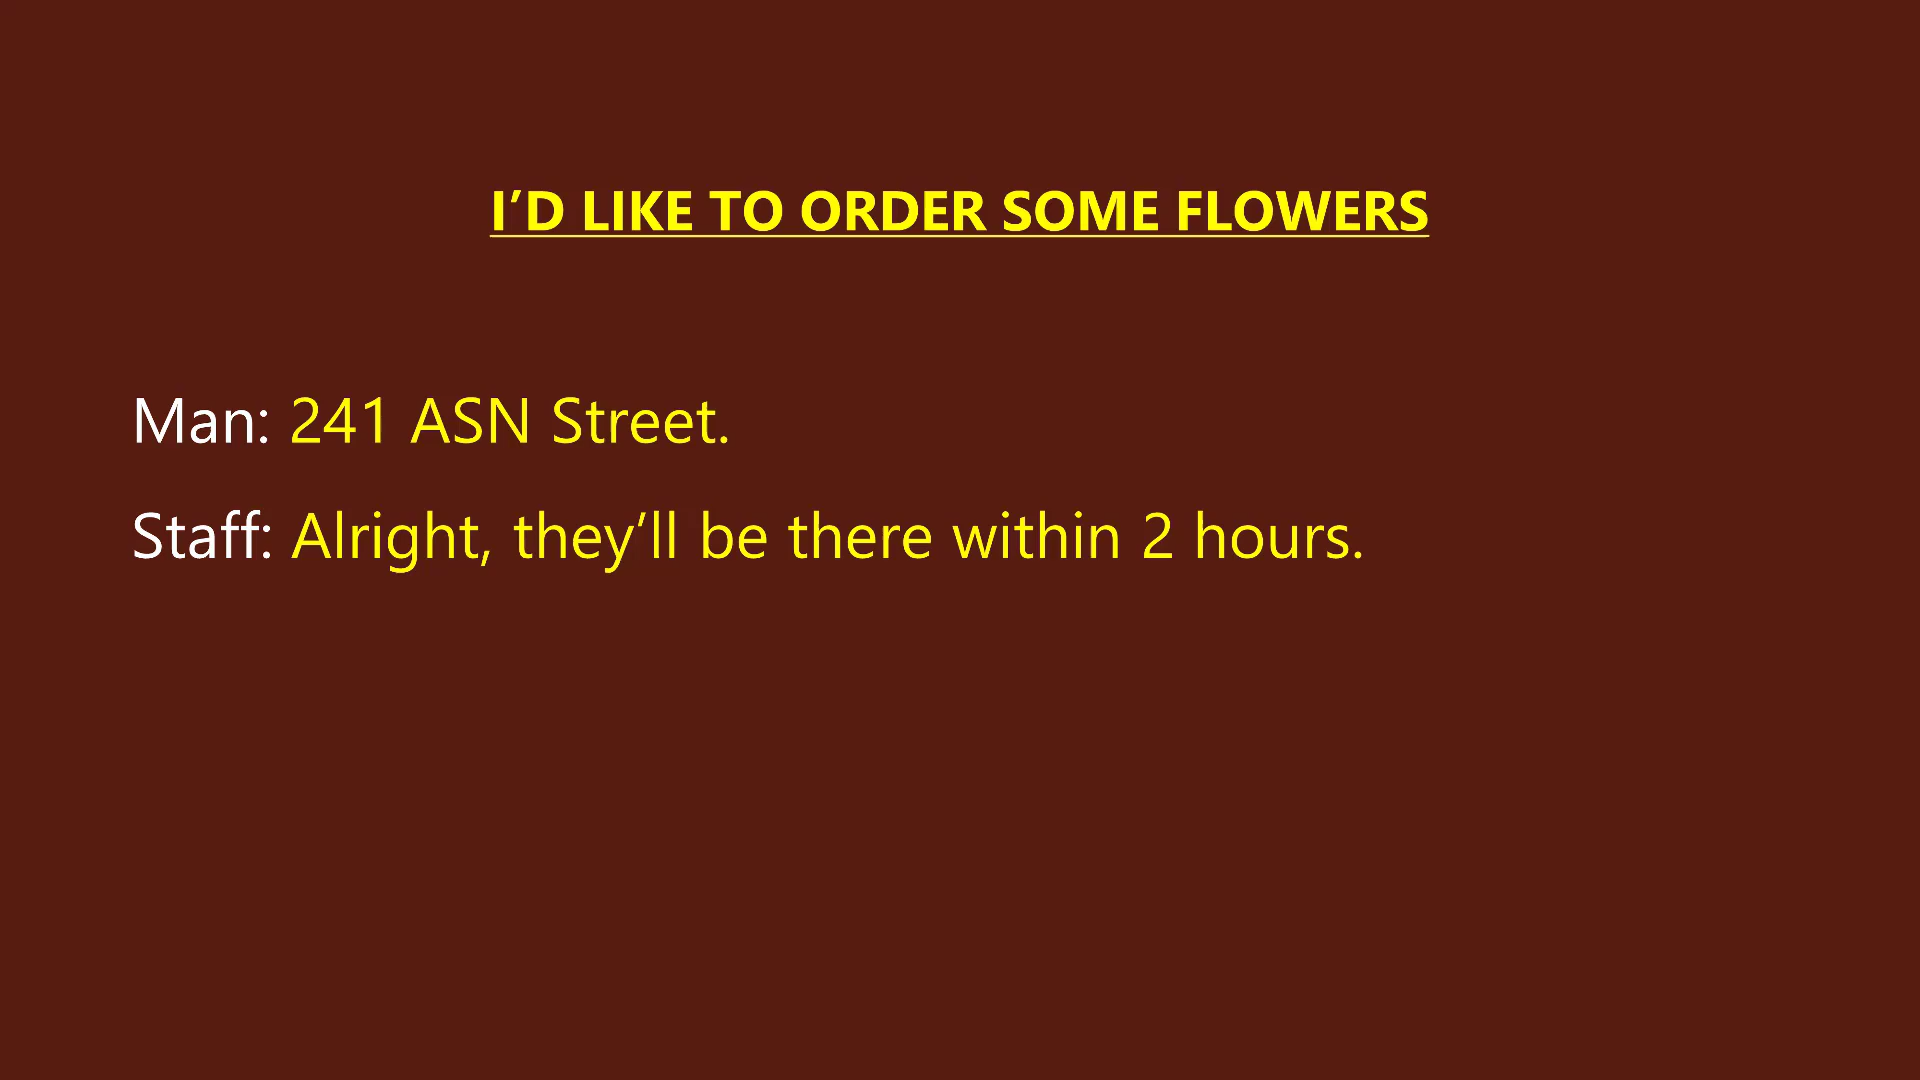 I’D LIKE TO ORDER SOME FLOWERS
Man: 241 ASN Street.
Staff: Alright, they’ll be there within 2 hours.